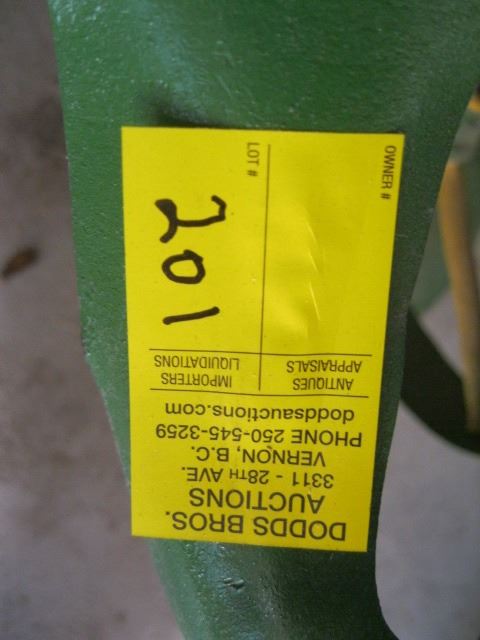 DODDS BROS.
AUCTIONS
3311 - 28TH AVE.
VERNON, B.C.
PHONE 250-545-3259
doddsauctions.com
ANTIQUES
APPRAISALS
IMPORTERS
LIQUIDATIONS
OWNER #
LOT #
201